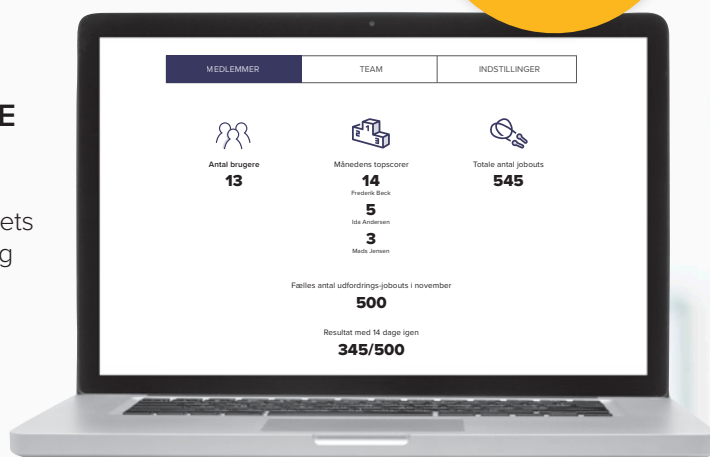 E
ets
g
MEDLEMMER
TEAM
INDSTILLINGER
Antal brugere
13
Månedens topscorer
14
Frederik Beck
5
Ida Andersen
3
Mads Jensen
Totale antal jobouts
545
Fælles antal udfordrings-jobouts i november
500
Resultat med 14 dage igen
345/500